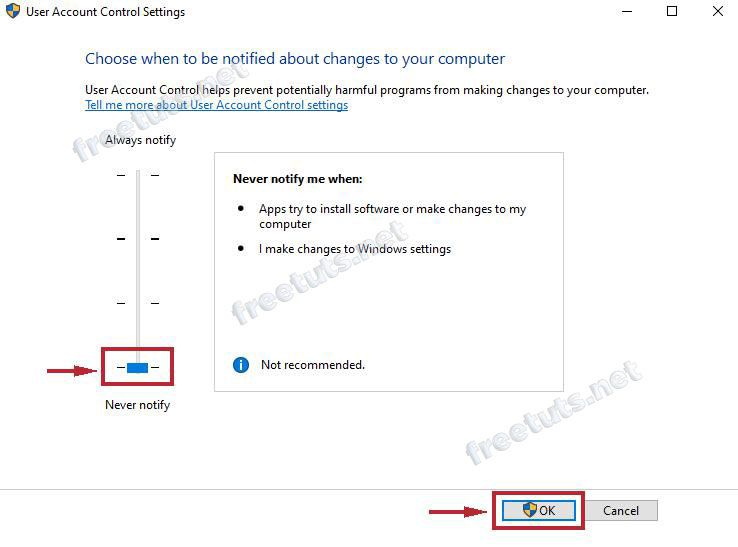 User Account Control Settings
Choose when to be notified about changes to your computer
User Account Control helps prevent potentially harmful programs from making changes to your computer.
Tell me more about User Account Control settings
freetuts.net
Always notify
Never notify me when:
Apps try to install software or make changes to my
computer
I make changes to Windows settings
freetuts.net
Not recommended.
Never notify
freetuts.net
OK
Cancel